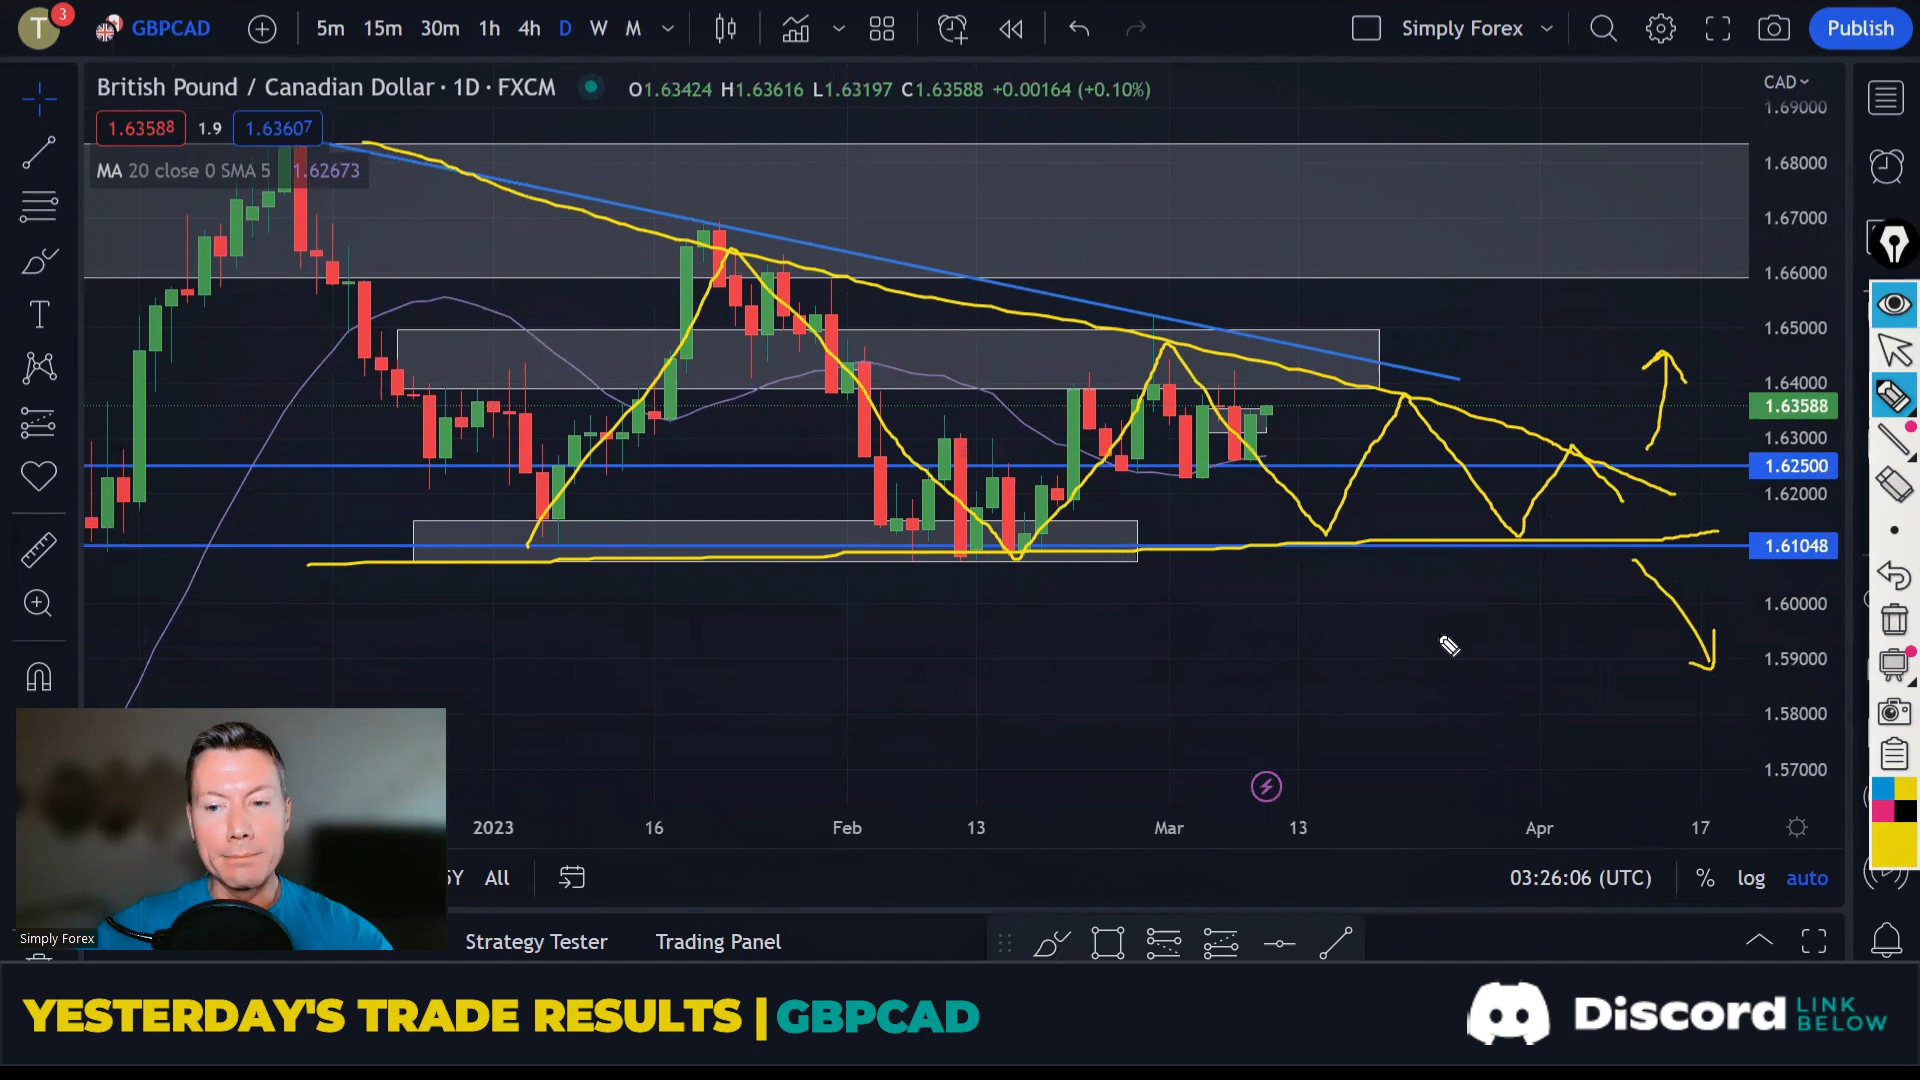 T 3 GBPCAD 5m 15m 30m 1h 4h D W M Simply Forex Publish
British Pound / Canadian Dollar · 1D · FXCM O1.63424 H1.63616 L1.63197 C1.63588 +0.00164 (+0.10%)
CAD
1.63588 1.9 1.63607
MA 20 close 0 SMA 5 1.62673
1.69000
1.68000
1.67000
1.66000
1.65000
1.64000
1.63588
1.63000
1.62500
1.62000
1.61048
1.60000
1.59000
1.58000
1.57000
2023 16 Feb 13 Mar 13 Apr 17
5Y All 03:26:06 (UTC) % log auto
Simply Forex
Strategy Tester Trading Panel
YESTERDAY'S TRADE RESULTS | GBPCAD
Discord LINK BELOW